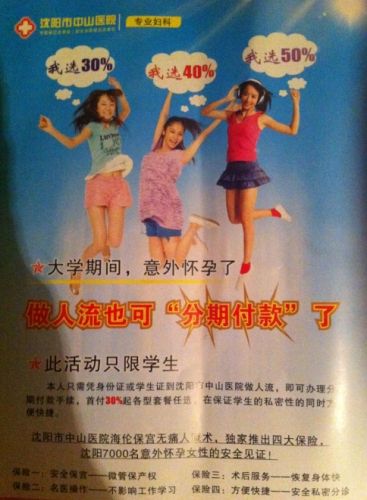 沈阳市中山医院 专业妇科
我选30%
我选40%
我选50%
★大学期间，意外怀孕了
做人流也可“分期付款”了
★此活动只限学生
本人只需凭身份证或学生证到沈阳市中山医院做人流，即可办理分
期付款手续，首付30%起各型套餐任选，在保证学生的私密性的同时方
便快捷。
沈阳市中山医院海伦保宫无痛人流术，独家推出四大保险，
沈阳7000名意外怀孕女性的安全见证！
保险一：安全保宫——微管保产权 保险三：术后服务——恢复身体快
保险二：名医操作——不影响工作学习 保险四：方便快捷——安全私密分诊